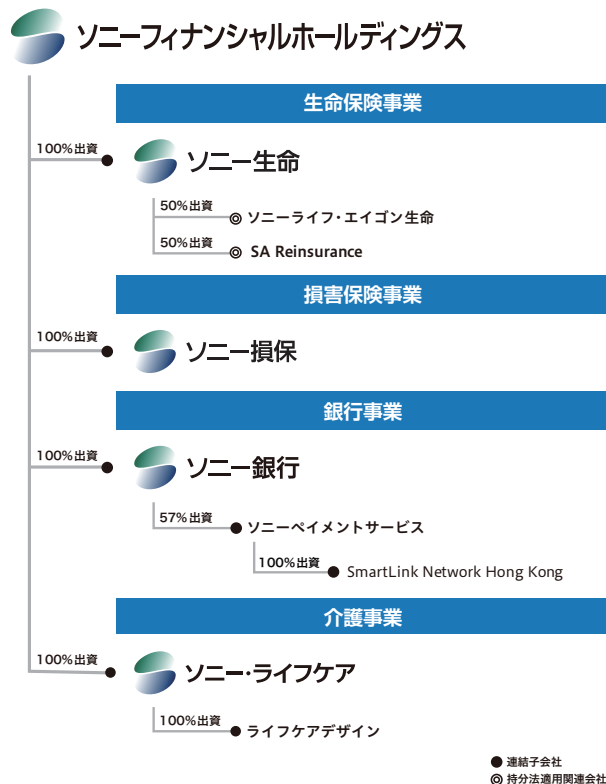 ソニーフィナンシャルホールディングス
生命保険事業
100%出資
ソニー生命
50%出資
ソニーライフ・エイゴン生命
50%出資
SA Reinsurance
損害保険事業
100%出資
ソニー損保
銀行事業
100%出資
ソニー銀行
57%出資
ソニーペイメントサービス
100%出資
SmartLink Network Hong Kong
介護事業
100%出資
ソニー・ライフケア
100%出資
ライフケアデザイン
● 連結子会社
◎ 持分法適用関連会社